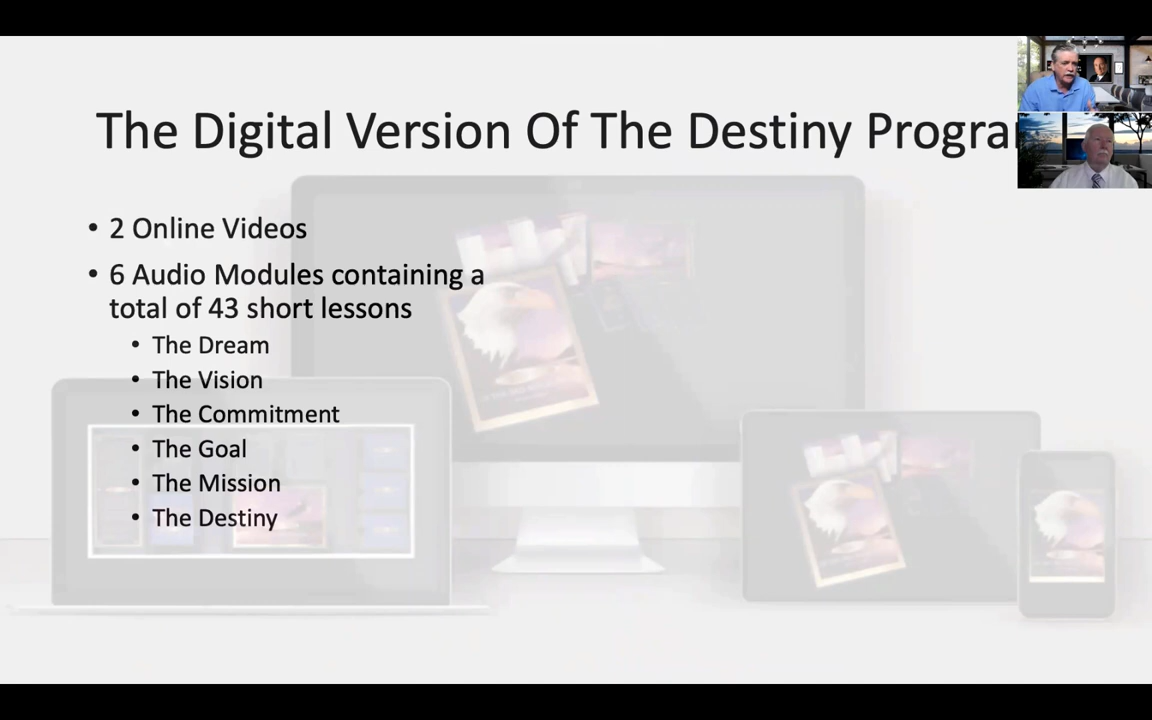 The Digital Version Of The Destiny
• 2 Online Videos
• 6 Audio Modules containing a
total of 43 short lessons
• The Dream
• The Vision
• The Commitment
• The Goal
• The Mission
• The Destiny